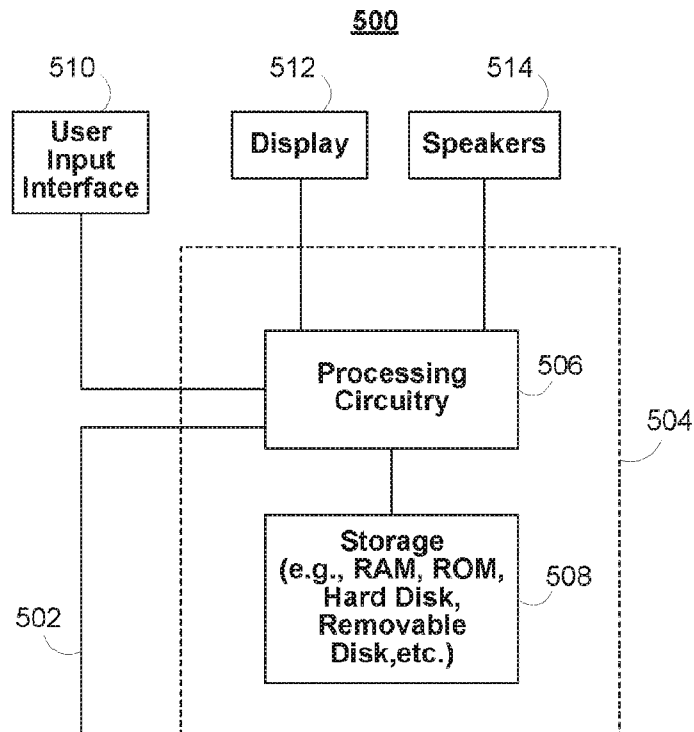 500
510
512
514
User
Input
Interface
Display
Speakers
Processing
Circuitry
506
504
Storage
(e.g., RAM, ROM,
Hard Disk,
Removable
Disk,etc.)
508
502